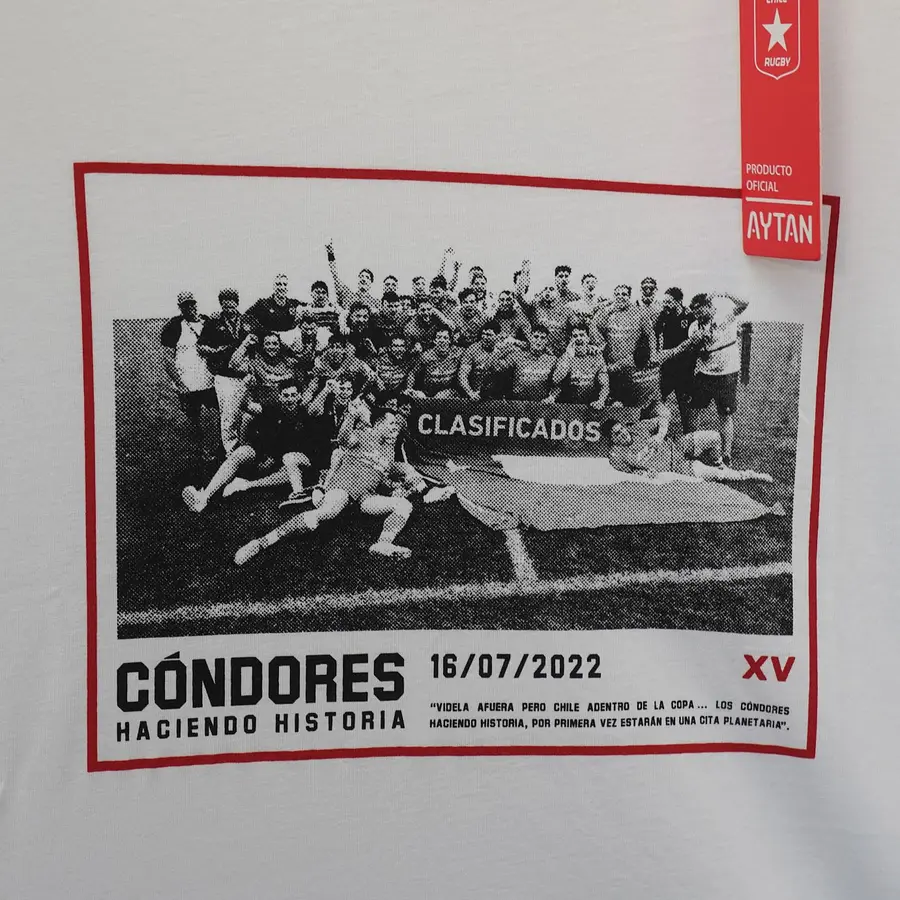 CHILE
RUGBY
PRODUCTO
OFICIAL
AYTAN
CLASIFICADOS
CÓNDORES
HACIENDO HISTORIA
16/07/2022
XV
“VIDELA AFUERA PERO CHILE ADENTRO DE LA COPA... LOS CÓNDORES
HACIENDO HISTORIA, POR PRIMERA VEZ ESTARÁN EN UNA CITA PLANETARIA”.